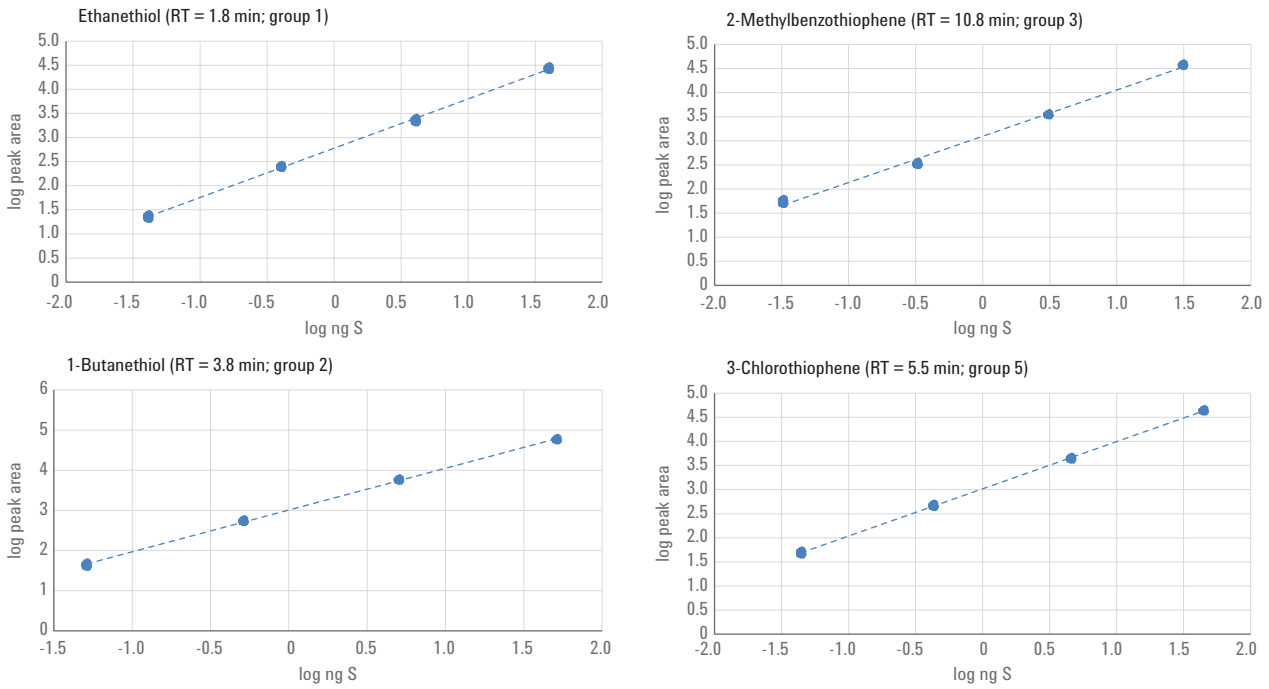 Ethanethiol (RT = 1.8 min; group 1)
5.0
4.5
4.0
3.5
3.0
2.5
2.0
1.5
1.0
0.5
0
log peak area
-2.0 -1.5 -1.0 -0.5 0 0.5 1.0 1.5 2.0
log ng S
2-Methylbenzothiophene (RT = 10.8 min; group 3)
5.0
4.5
4.0
3.5
3.0
2.5
2.0
1.5
1.0
0.5
0
log peak area
-2.0 -1.5 -1.0 -0.5 0 0.5 1.0 1.5 2.0
log ng S
1-Butanethiol (RT = 3.8 min; group 2)
6
5
4
3
2
1
0
log peak area
-1.5 -1.0 -0.5 0 0.5 1.0 1.5 2.0
log ng S
3-Chlorothiophene (RT = 5.5 min; group 5)
5.0
4.5
4.0
3.5
3.0
2.5
2.0
1.5
1.0
0.5
0
log peak area
-2.0 -1.5 -1.0 -0.5 0 0.5 1.0 1.5 2.0
log ng S